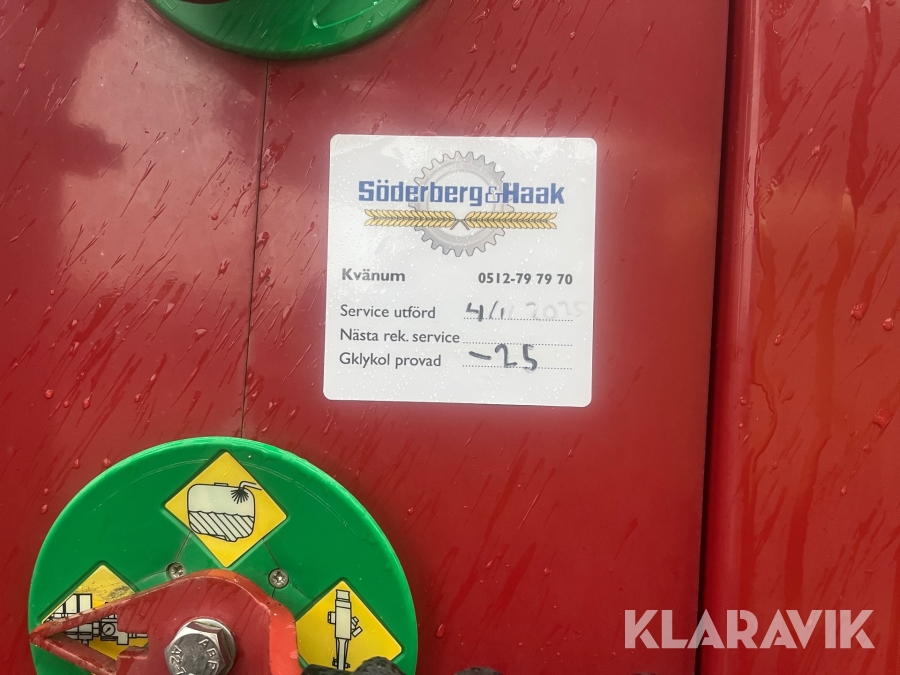 Söderberg&Haak
Kvänum 0512-79 79 70
Service utförd 4/11 2025
Nästa rek. service
Gklykol provad -25
KLARAVIK